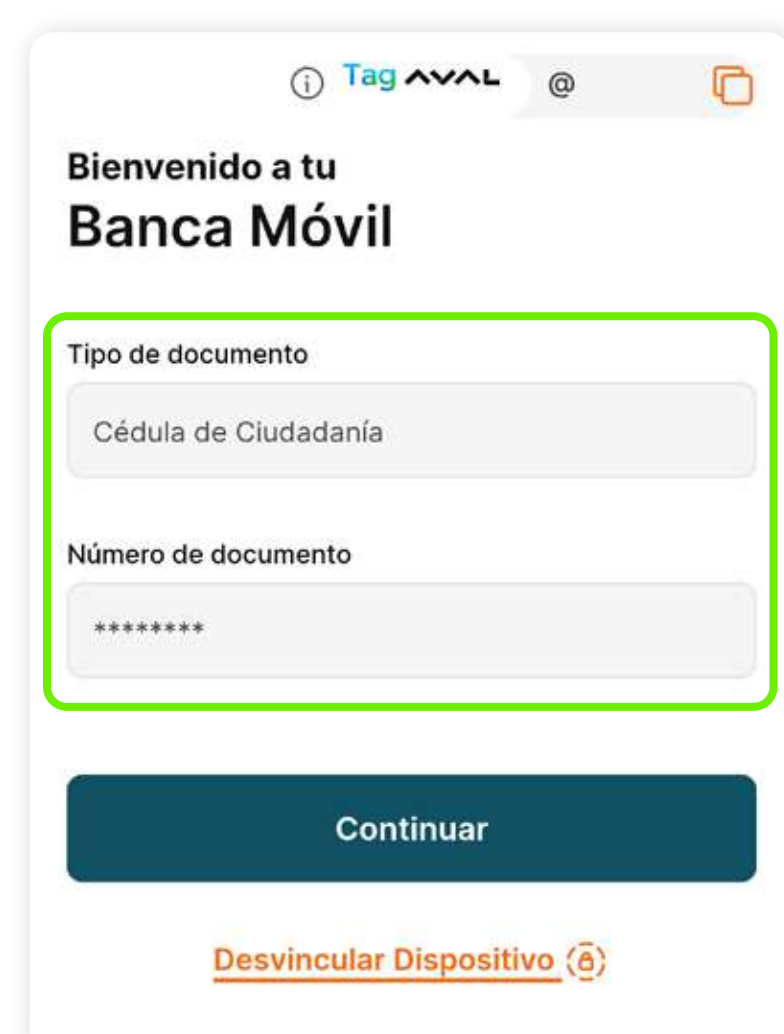 Tag AVAL @
Bienvenido a tu
Banca Móvil
Tipo de documento
Cédula de Ciudadanía
Número de documento
********
Continuar
Desvincular Dispositivo